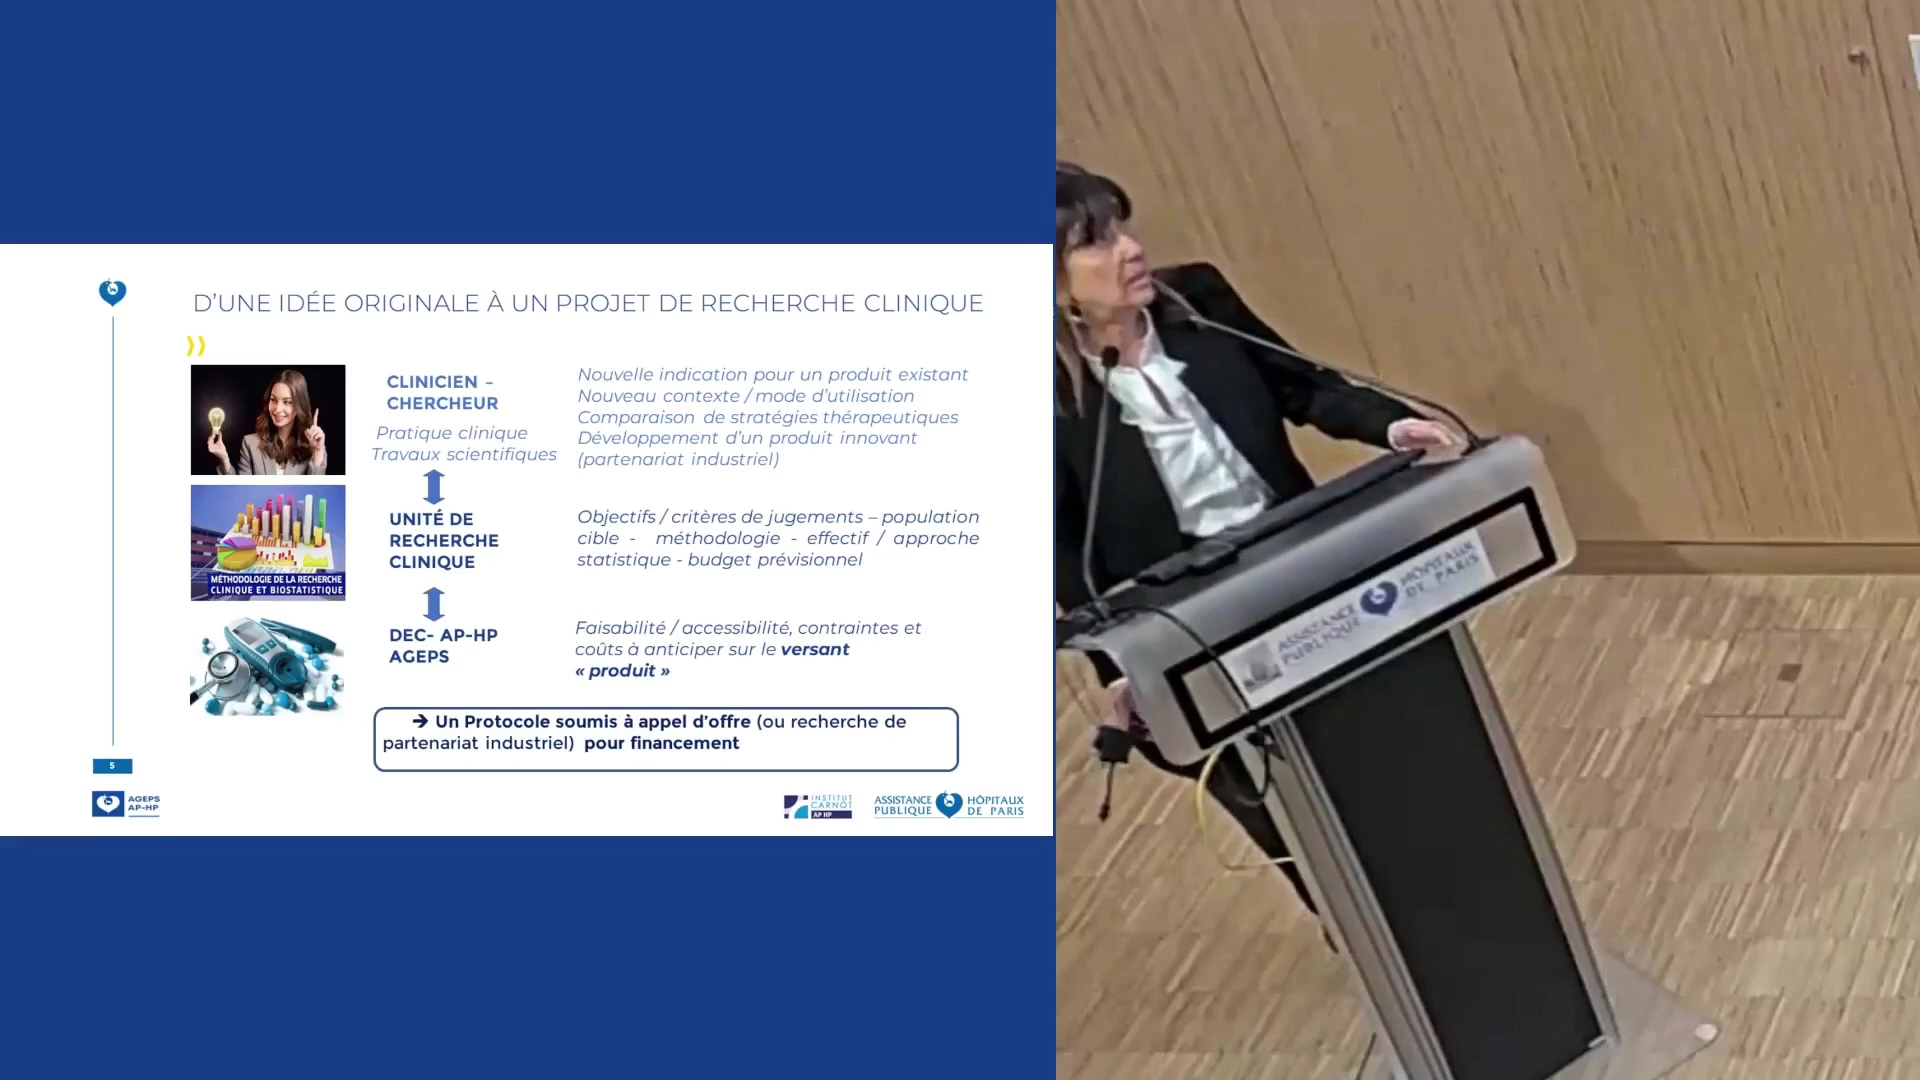 D'UNE IDÉE ORIGINALE À UN PROJET DE RECHERCHE CLINIQUE
CLINICIEN –
CHERCHEUR
Pratique clinique
Travaux scientifiques
Nouvelle indication pour un produit existant
Nouveau contexte / mode d'utilisation
Comparaison de stratégies thérapeutiques
Développement d'un produit innovant
(partenariat industriel)
MÉTHODOLOGIE DE LA RECHERCHE
CLINIQUE ET BIOSTATISTIQUE
UNITÉ DE
RECHERCHE
CLINIQUE
Objectifs / critères de jugements – population
cible - méthodologie - effectif / approche
statistique - budget prévisionnel
DEC- AP-HP
AGEPS
Faisabilité / accessibilité, contraintes et
coûts à anticiper sur le versant
« produit »
➔ Un Protocole soumis à appel d'offre (ou recherche de
partenariat industriel) pour financement
5
AGEPS
AP-HP
INSTITUT
CARNOT
AP HP
ASSISTANCE
PUBLIQUE
HÔPITAUX
DE PARIS
ASSISTANCE
PUBLIQUE
HÔPITAUX
DE PARIS